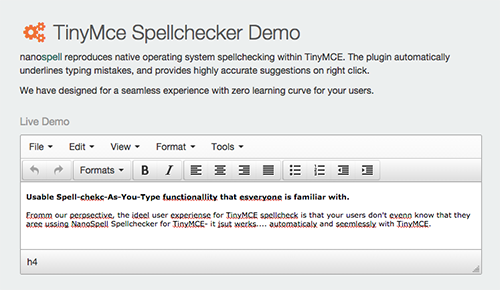 TinyMce Spellchecker Demo
nanospell reproduces native operating system spellchecking within TinyMCE. The plugin automatically
underlines typing mistakes, and provides highly accurate suggestions on right click.
We have designed for a seamless experience with zero learning curve for your users.
Live Demo
File Edit View Format Tools
Formats B I
Usable Spell-chekc-As-You-Type functionallity that esveryone is familiar with.
Fromm our perpsective, the ideel user experiense for TinyMCE spellcheck is that your users don't evenn know that they
aree ussing NanoSpell Spellchecker for TinyMCE- it jsut werks.... automaticaly and seemlessly with TinyMCE.
h4